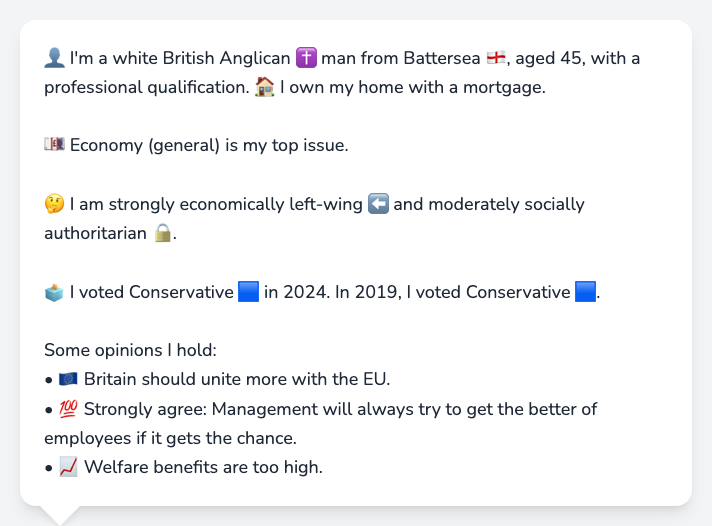 👤 I'm a white British Anglican ✝️ man from Battersea 🏴󠁧󠁢󠁥󠁮󠁧󠁿, aged 45, with a
professional qualification. 🏠 I own my home with a mortgage.
💷 Economy (general) is my top issue.
🤔 I am strongly economically left-wing ⬅️ and moderately socially
authoritarian 🔒.
🗳️ I voted Conservative 🟦 in 2024. In 2019, I voted Conservative 🟦.
Some opinions I hold:
• 🇪🇺 Britain should unite more with the EU.
• 💯 Strongly agree: Management will always try to get the better of
employees if it gets the chance.
• 📈 Welfare benefits are too high.